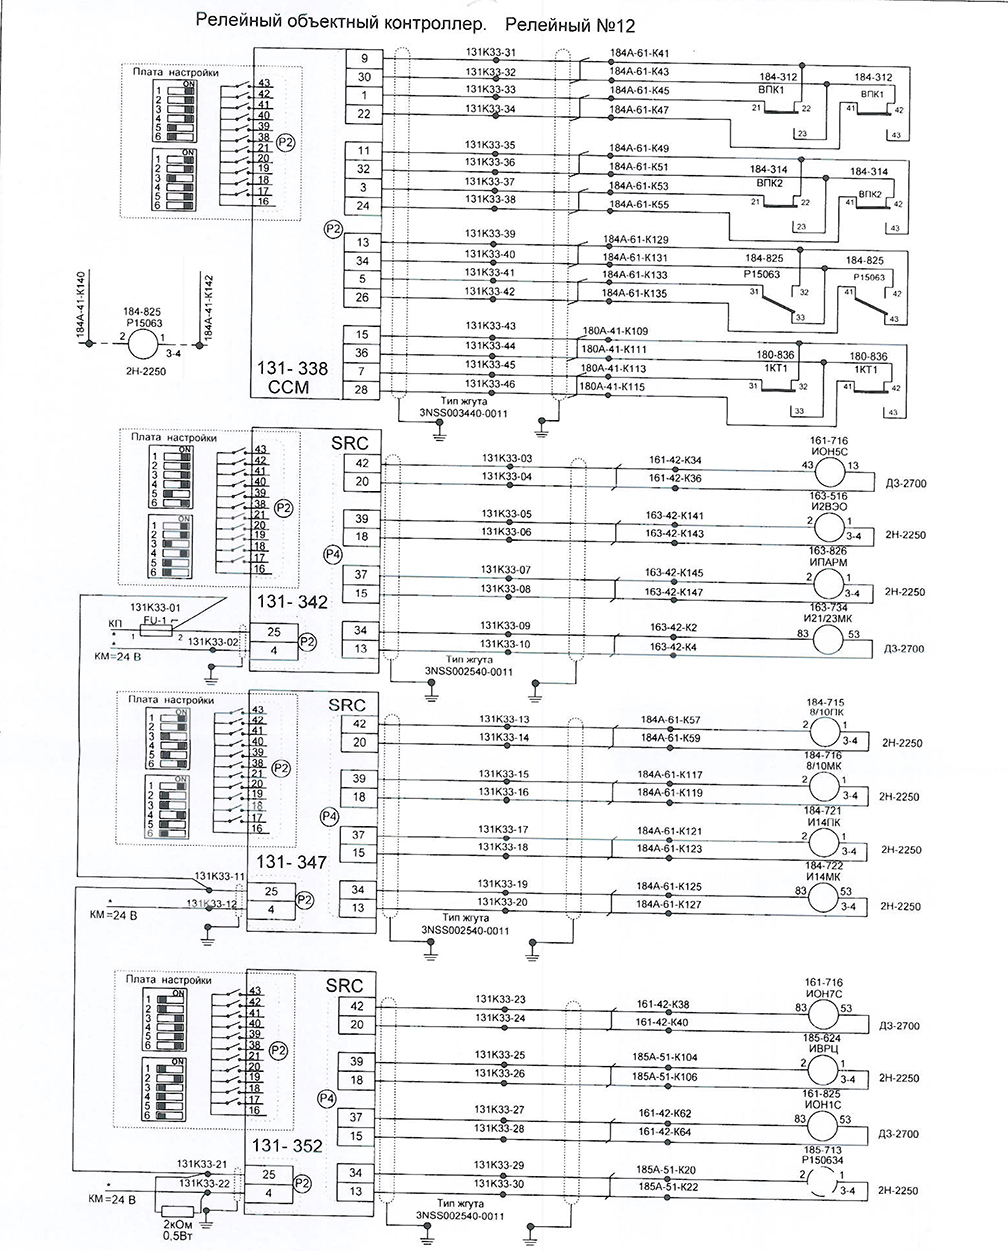 Релейный объектный контроллер. Релейный №12
Плата настройки
ON
1
2
3
4
5
6
ON
1
2
3
4
5
6
43
42
41
40
39
38
21
20
19
18
17
16
P2
P2
131-338
ССМ
9
30
1
22
11
32
3
24
13
34
5
26
15
36
7
28
131К33-31
131К33-32
131К33-33
131К33-34
131К33-35
131К33-36
131К33-37
131К33-38
131К33-39
131К33-40
131К33-41
131К33-42
131К33-43
131К33-44
131К33-45
131К33-46
Тип жгута
3NSS003440-0011
184А-61-К41
184А-61-К43
184А-61-К45
184А-61-К47
184А-61-К49
184А-61-К51
184А-61-К53
184А-61-К55
184А-61-К129
184А-61-К131
184А-61-К133
184А-61-К135
180А-41-К109
180А-41-К111
180А-41-К113
180А-41-К115
184-312
ВПК1
21
22
23
184-312
ВПК1
41
42
43
184-314
ВПК2
21
22
23
184-314
ВПК2
41
42
43
184-825
Р15063
31
32
33
184-825
Р15063
41
42
43
180-836
1КТ1
31
32
33
180-836
1КТ1
41
42
43
184А-41-К140
184А-41-К142
184-825
Р15063
2
1
3-4
2Н-2250
Плата настройки
ON
1
2
3
4
5
6
ON
1
2
3
4
5
6
43
42
41
40
39
38
21
20
19
18
17
16
P2
SRC
P4
131-342
42
20
39
18
37
15
34
13
25
4
P2
131К33-01
FU-1
КП
*
*
1
2
131К33-02
КМ=24 В
131К33-03
131К33-04
131К33-05
131К33-06
131К33-07
131К33-08
131К33-09
131К33-10
Тип жгута
3NSS002540-0011
161-42-К34
161-42-К36
163-42-К141
163-42-К143
163-42-К145
163-42-К147
163-42-К2
163-42-К4
161-716
ИОН5С
43
13
ДЗ-2700
163-516
И2ВЭО
2
1
2Н-2250
163-826
ИПАРМ
2
1
2Н-2250
163-734
И21/23МК
83
53
ДЗ-2700
Плата настройки
ON
1
2
3
4
5
6
ON
1
2
3
4
5
6
43
42
41
40
39
38
21
20
19
18
17
16
P2
SRC
P4
131-347
42
20
39
18
37
15
34
13
25
4
P2
131К33-11
*
131К33-12
КМ=24 В
131К33-13
131К33-14
131К33-15
131К33-16
131К33-17
131К33-18
131К33-19
131К33-20
Тип жгута
3NSS002540-0011
184А-61-К57
184А-61-К59
184А-61-К117
184А-61-К119
184А-61-К121
184А-61-К123
184А-61-К125
184А-61-К127
184-715
8/10ПК
2
1
3-4
2Н-2250
184-716
8/10МК
2
1
3-4
2Н-2250
184-721
И14ПК
2
1
3-4
2Н-2250
184-722
И14МК
83
53
3-4
2Н-2250
Плата настройки
ON
1
2
3
4
5
6
ON
1
2
3
4
5
6
43
42
41
40
39
38
21
20
19
18
17
16
P2
SRC
P4
131-352
42
20
39
18
37
15
34
13
25
4
P2
131К33-21
*
131К33-22
КМ=24 В
2кОм
0,5Вт
131К33-23
131К33-24
131К33-25
131К33-26
131К33-27
131К33-28
131К33-29
131К33-30
Тип жгута
3NSS002540-0011
161-42-К38
161-42-К40
185А-51-К104
185А-51-К106
161-42-К62
161-42-К64
185А-51-К20
185А-51-К22
161-716
ИОН7С
83
53
ДЗ-2700
185-624
ИВРЦ
2
1
3-4
2Н-2250
161-825
ИОН1С
83
53
ДЗ-2700
185-713
Р150634
2
1
3-4
2Н-2250